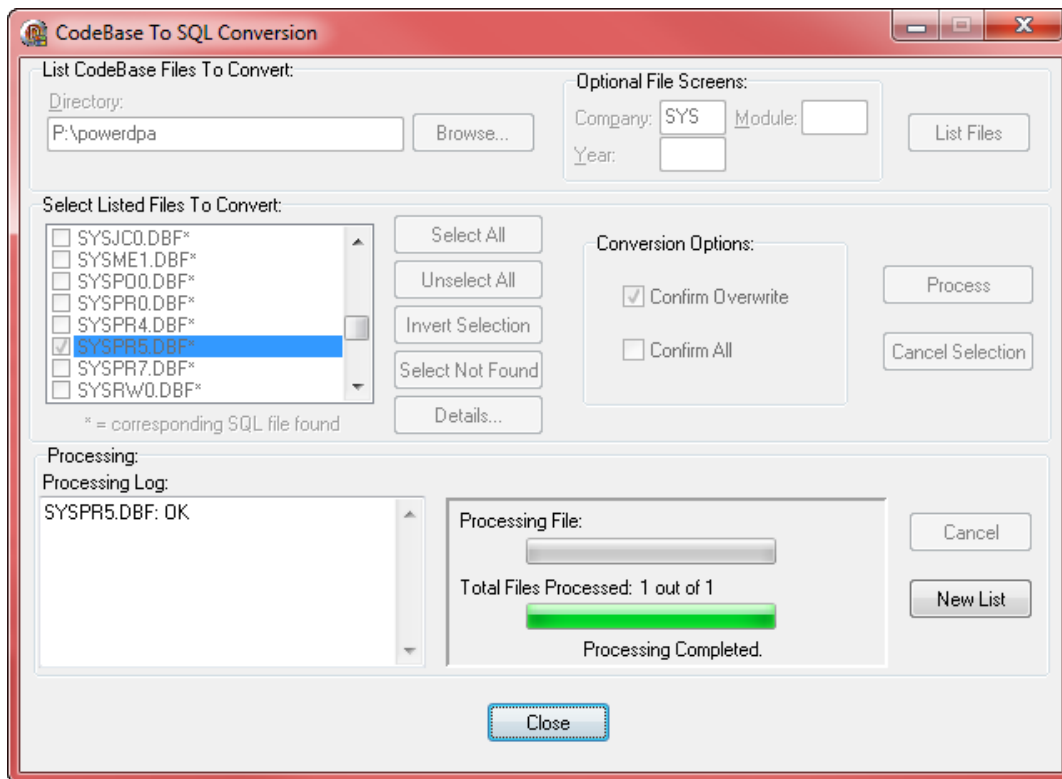 CodeBase To SQL Conversion
List CodeBase Files To Convert:
Directory:
P:\powerdpa
Browse...
Optional File Screens:
Company: SYS Module:
Year:
List Files
Select Listed Files To Convert:
SYSJC0.DBF*
SYSME1.DBF*
SYSPO0.DBF*
SYSPR0.DBF*
SYSPR4.DBF*
SYSPR5.DBF*
SYSPR7.DBF*
SYSRW0.DBF*
* = corresponding SQL file found
Select All
Unselect All
Invert Selection
Select Not Found
Details...
Conversion Options:
Confirm Overwrite
Confirm All
Process
Cancel Selection
Processing:
Processing Log:
SYSPR5.DBF: OK
Processing File:
Total Files Processed: 1 out of 1
Processing Completed.
Cancel
New List
Close